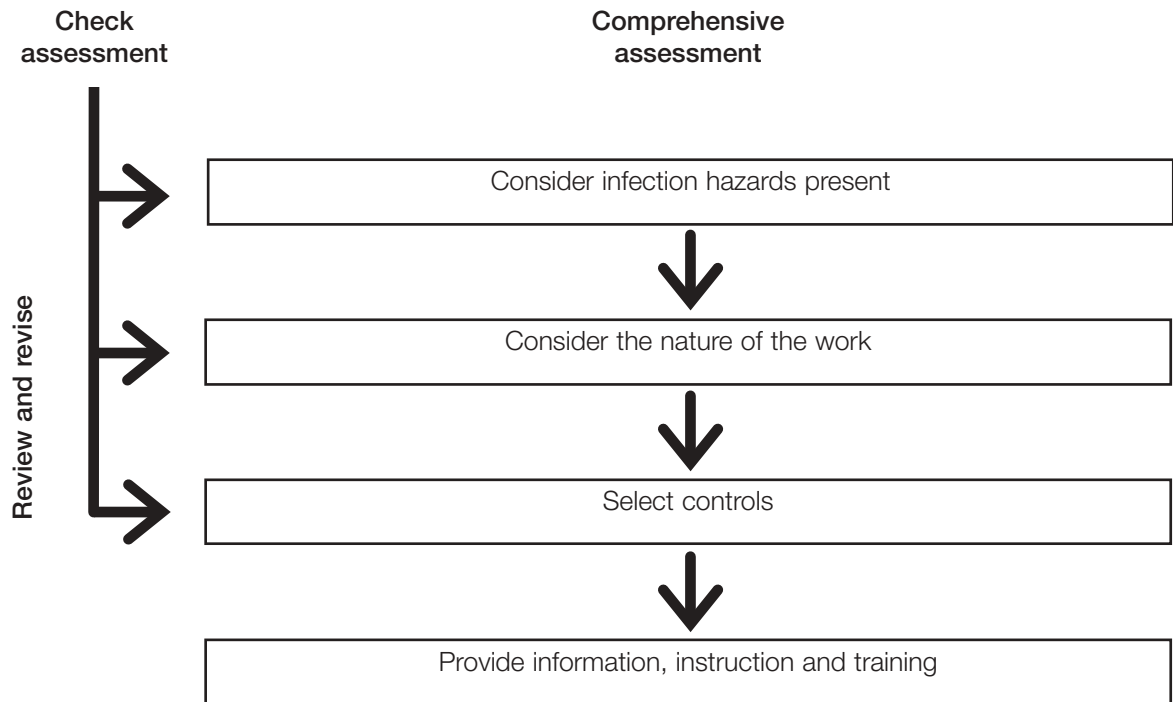 Check
assessment
Comprehensive
assessment
Consider infection hazards present
Consider the nature of the work
Review and revise
Select controls
Provide information, instruction and training